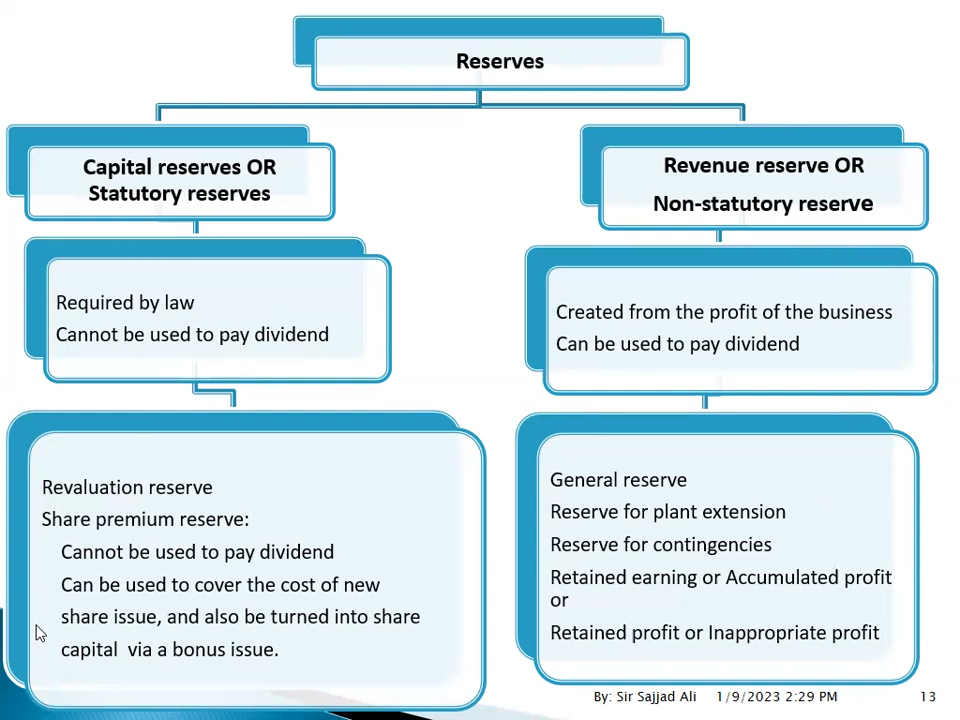 Reserves
Capital reserves OR
Statutory reserves
Required by law
Cannot be used to pay dividend
Revaluation reserve
Share premium reserve:
Cannot be used to pay dividend
Can be used to cover the cost of new
share issue, and also be turned into share
capital via a bonus issue.
Revenue reserve OR
Non-statutory reserve
Created from the profit of the business
Can be used to pay dividend
General reserve
Reserve for plant extension
Reserve for contingencies
Retained earning or Accumulated profit
or
Retained profit or Inappropriate profit
By: Sir Sajjad Ali 1/9/2023 2:29 PM 13